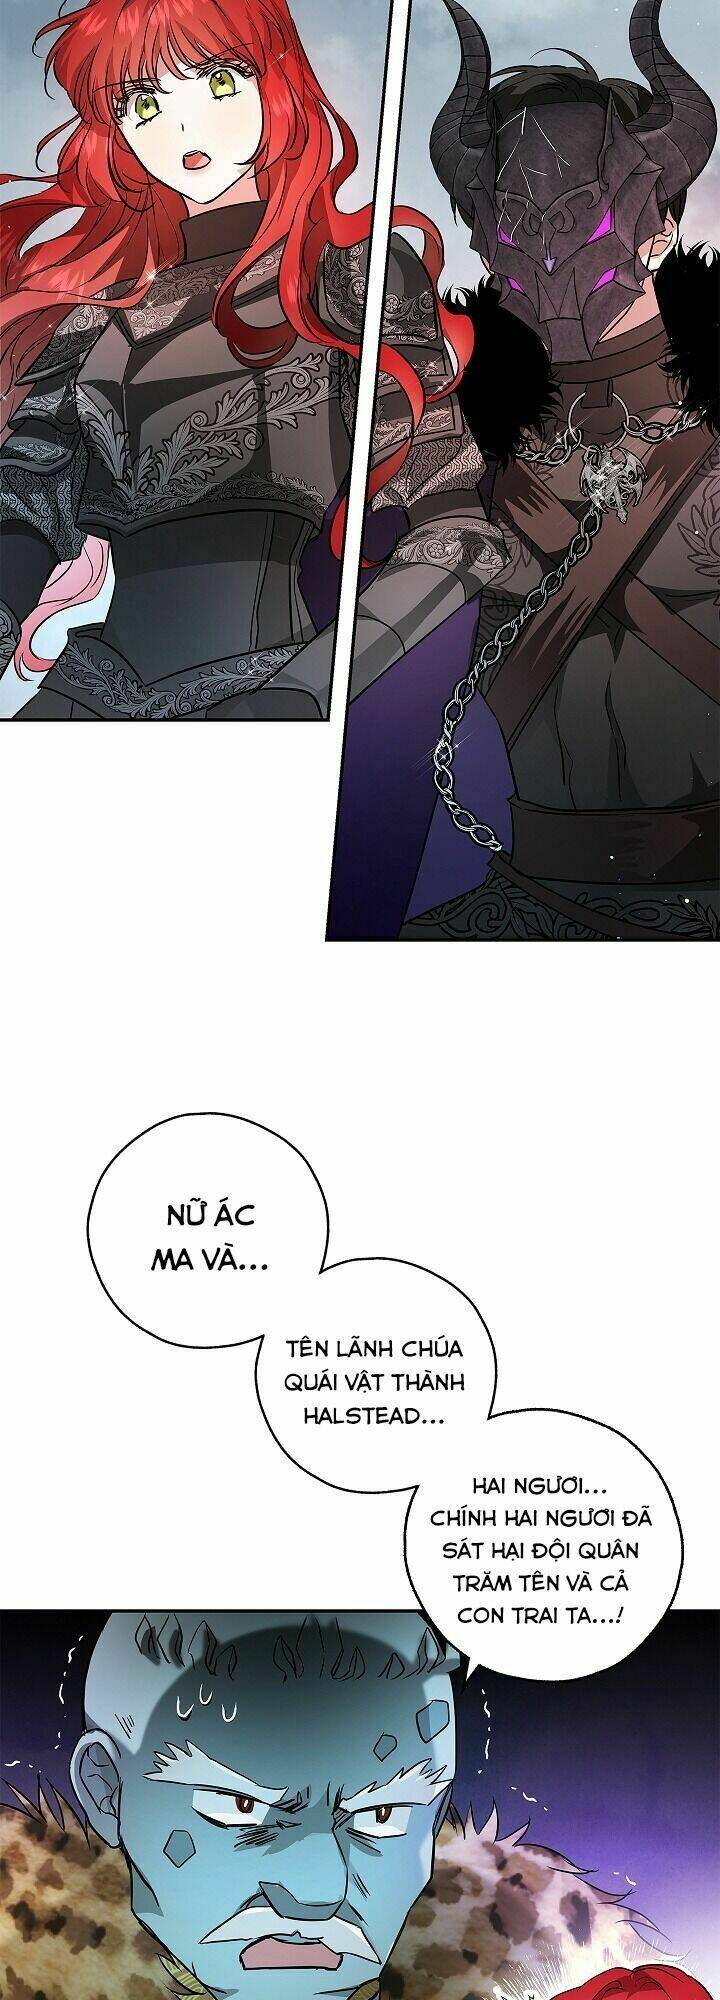 NỮ ÁC
MA VÀ...
TÊN LÃNH CHÚA
QUÁI VẬT THÀNH
HALSTEAD...
HAI NGƯƠI...
CHÍNH HAI NGƯƠI ĐÃ
SÁT HẠI ĐỘI QUÂN
TRĂM TÊN VÀ CẢ
CON TRAI TA...!